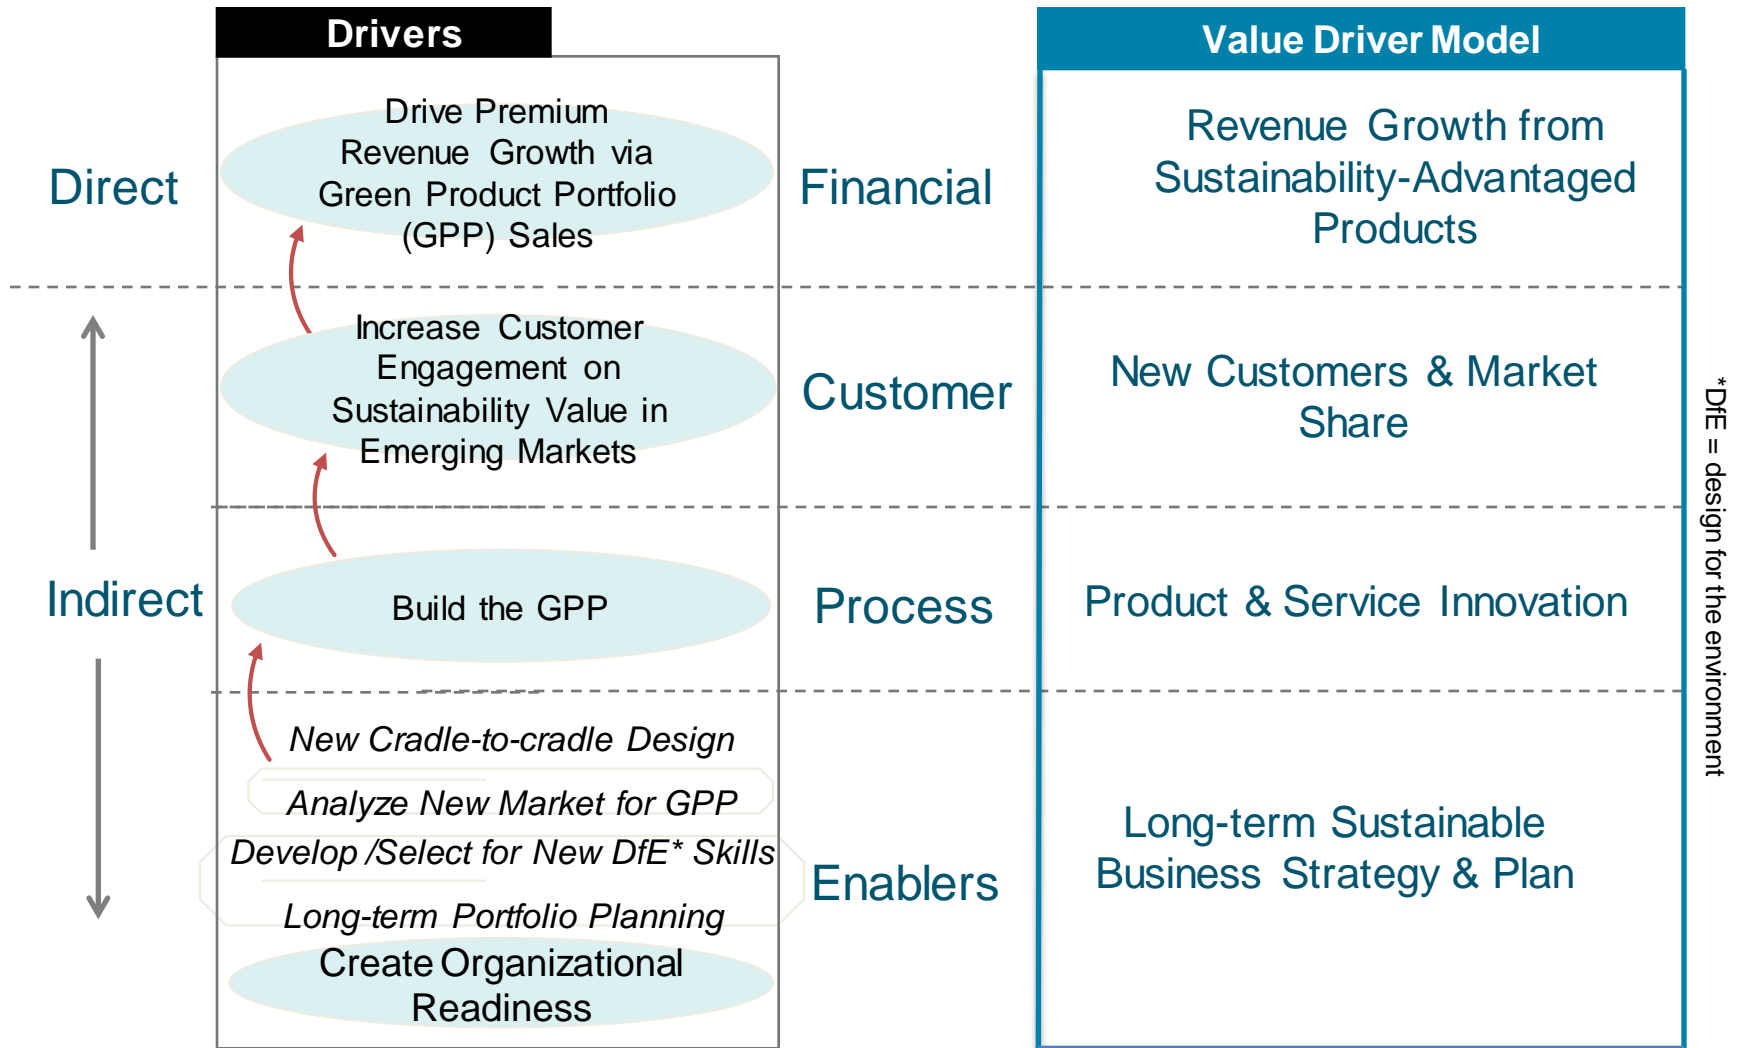 Drivers
Value Driver Model
Direct
Drive Premium
Revenue Growth via
Green Product Portfolio
(GPP) Sales
Financial
Revenue Growth from
Sustainability-Advantaged
Products
Increase Customer
Engagement on
Sustainability Value in
Emerging Markets
Customer
New Customers & Market
Share
Indirect
Build the GPP
Process
Product & Service Innovation
New Cradle-to-cradle Design
Analyze New Market for GPP
Develop /Select for New DfE* Skills
Long-term Portfolio Planning
Create Organizational
Readiness
Enablers
Long-term Sustainable
Business Strategy & Plan
*DfE = design for the environment